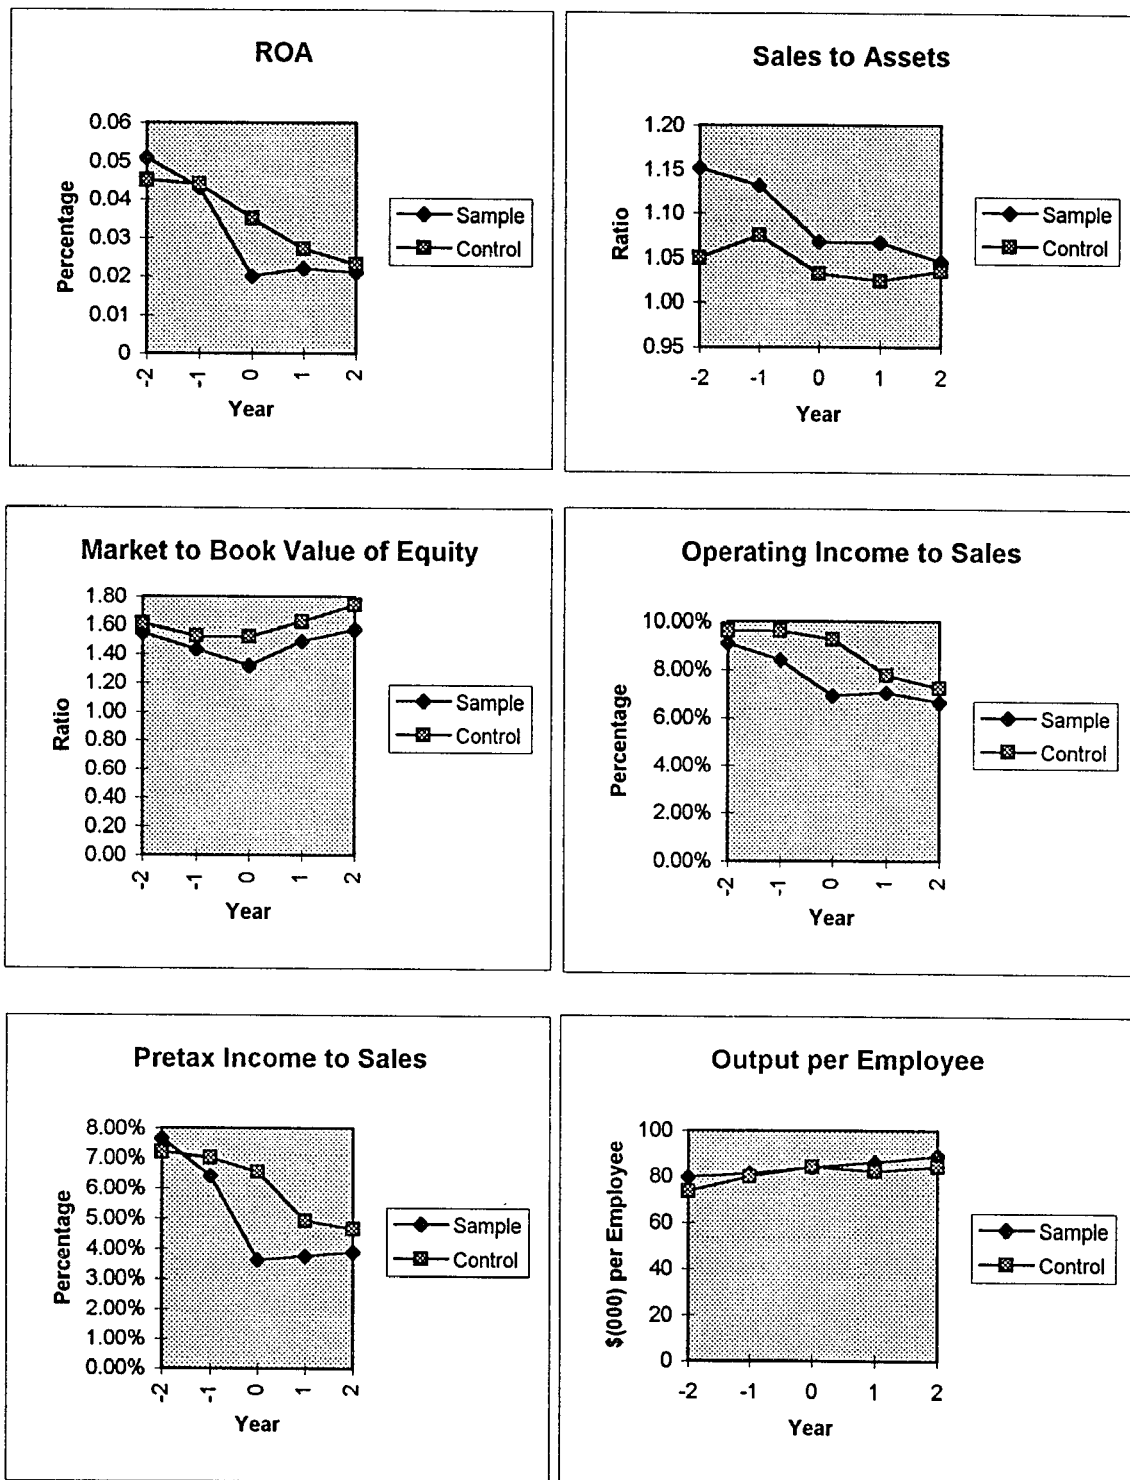 ROA
0.06
0.05
0.04
0.03
0.02
0.01
0
Percentage
-2
-1
0
1
2
Year
Sample
Control
Sales to Assets
1.20
1.15
1.10
1.05
1.00
0.95
Ratio
-2
-1
0
1
2
Year
Sample
Control
Market to Book Value of Equity
1.80
1.60
1.40
1.20
1.00
0.80
0.60
0.40
0.20
0.00
Ratio
-2
-1
0
1
2
Year
Sample
Control
Operating Income to Sales
10.00%
8.00%
6.00%
4.00%
2.00%
0.00%
Percentage
-2
-1
0
1
2
Year
Sample
Control
Pretax Income to Sales
8.00%
7.00%
6.00%
5.00%
4.00%
3.00%
2.00%
1.00%
0.00%
Percentage
-2
-1
0
1
2
Year
Sample
Control
Output per Employee
100
80
60
40
20
0
$(000) per Employee
-2
-1
0
1
2
Year
Sample
Control